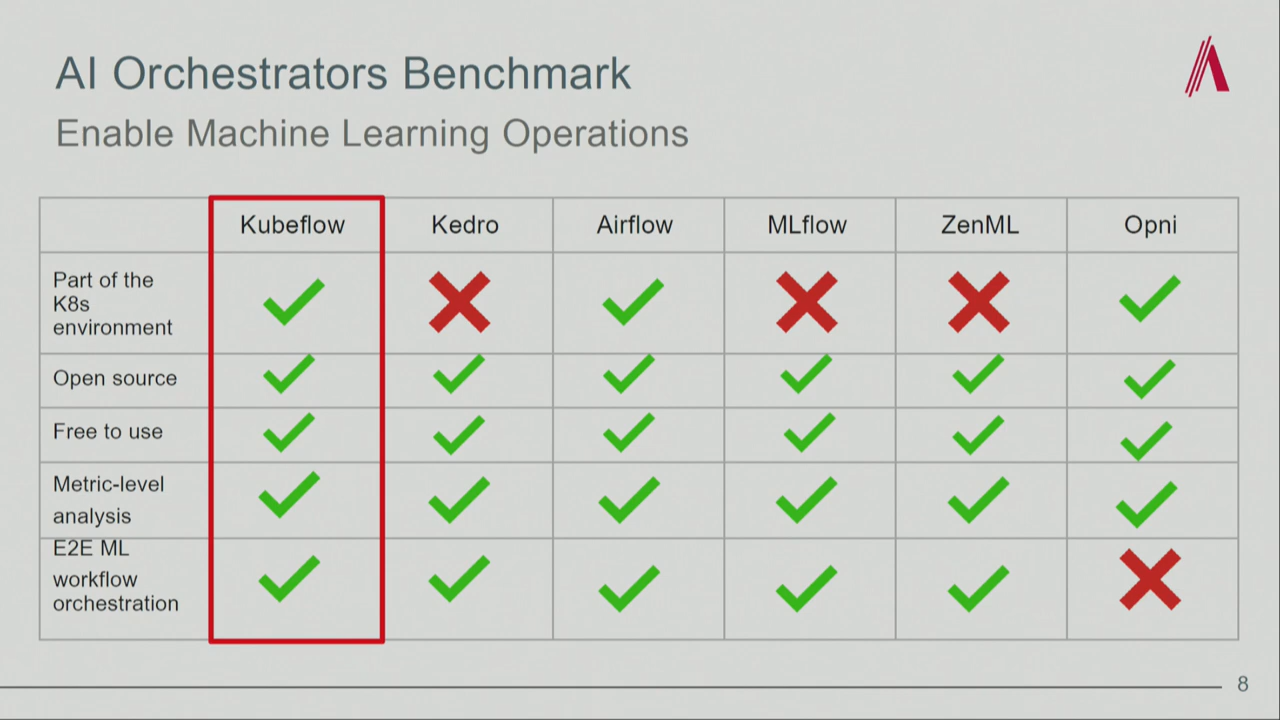 AI Orchestrators Benchmark
Enable Machine Learning Operations
Kubeflow
Kedro
Airflow
MLflow
ZenML
Opni
Part of the
K8s
environment
Open source
Free to use
Metric-level
analysis
E2E ML
workflow
orchestration
8